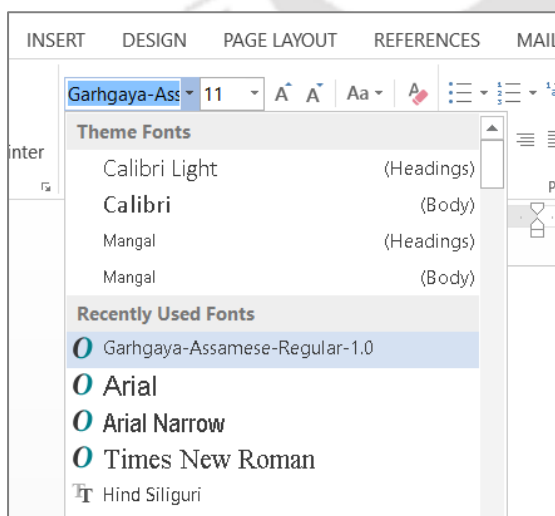 INSERT DESIGN PAGE LAYOUT REFERENCES MAIL
Garhgaya-Ass 11 A A Aa
inter
Theme Fonts
Calibri Light (Headings)
Calibri (Body)
Mangal (Headings)
Mangal (Body)
Recently Used Fonts
Garhgaya-Assamese-Regular-1.0
Arial
Arial Narrow
Times New Roman
Hind Siliguri